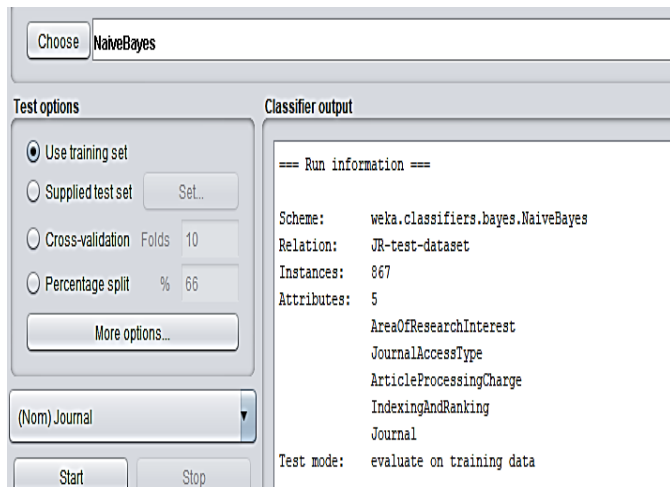 Choose NaiveBayes
Test options
Use training set
Supplied test set Set...
Cross-validation Folds 10
Percentage split % 66
More options...
(Nom) Journal
Start Stop
Classifier output
=== Run information ===
Scheme: weka.classifiers.bayes.NaiveBayes
Relation: JR-test-dataset
Instances: 867
Attributes: 5
AreaOfResearchInterest
JournalAccessType
ArticleProcessingCharge
IndexingAndRanking
Journal
Test mode: evaluate on training data